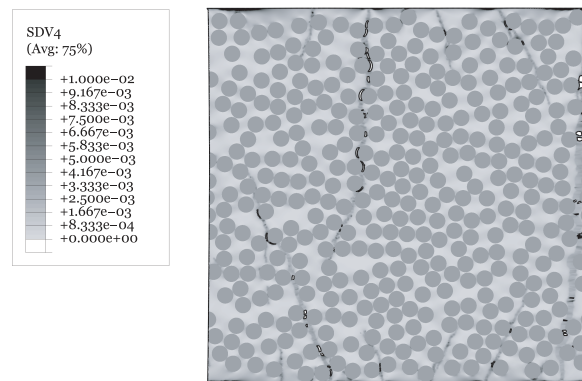 SDV4
(Avg: 75%)
+1.000e−02
+9.167e−03
+8.333e−03
+7.500e−03
+6.667e−03
+5.833e−03
+5.000e−03
+4.167e−03
+3.333e−03
+2.500e−03
+1.667e−03
+8.333e−04
+0.000e+00